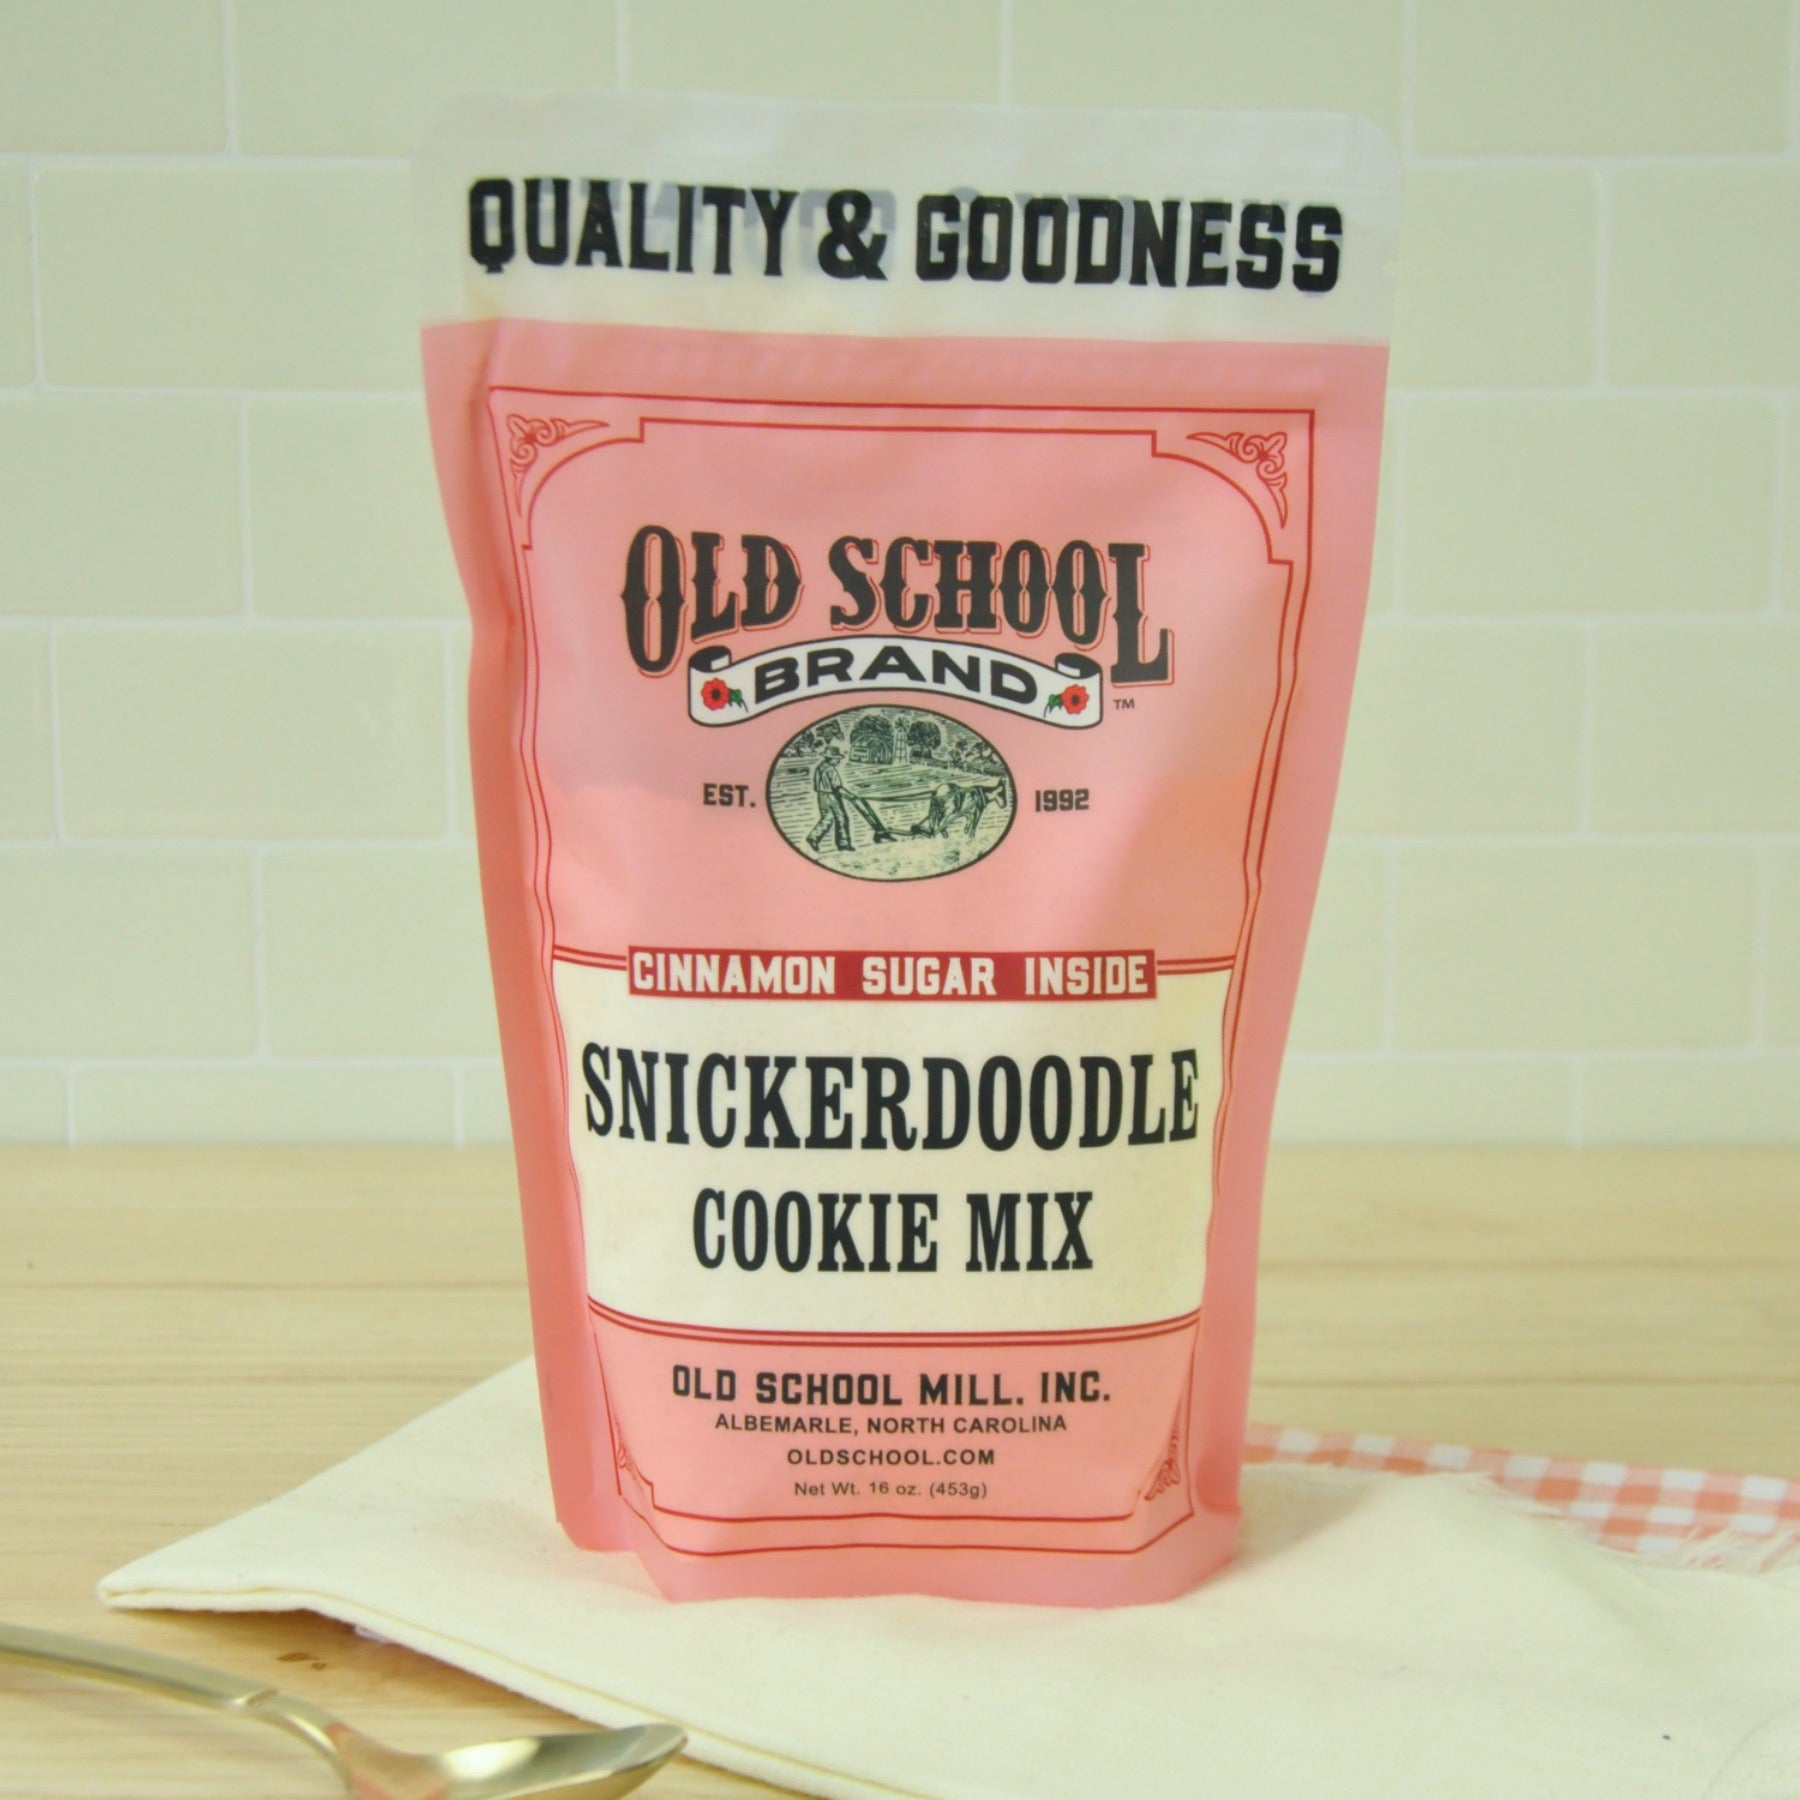 QUALITY & GOODNESS
OLD SCHOOL
BRAND
TM
EST. 1992
CINNAMON SUGAR INSIDE
SNICKERDOODLE
COOKIE MIX
OLD SCHOOL MILL, INC.
ALBEMARLE, NORTH CAROLINA
OLDSCHOOL.COM
Net Wt. 16 oz. (453g)